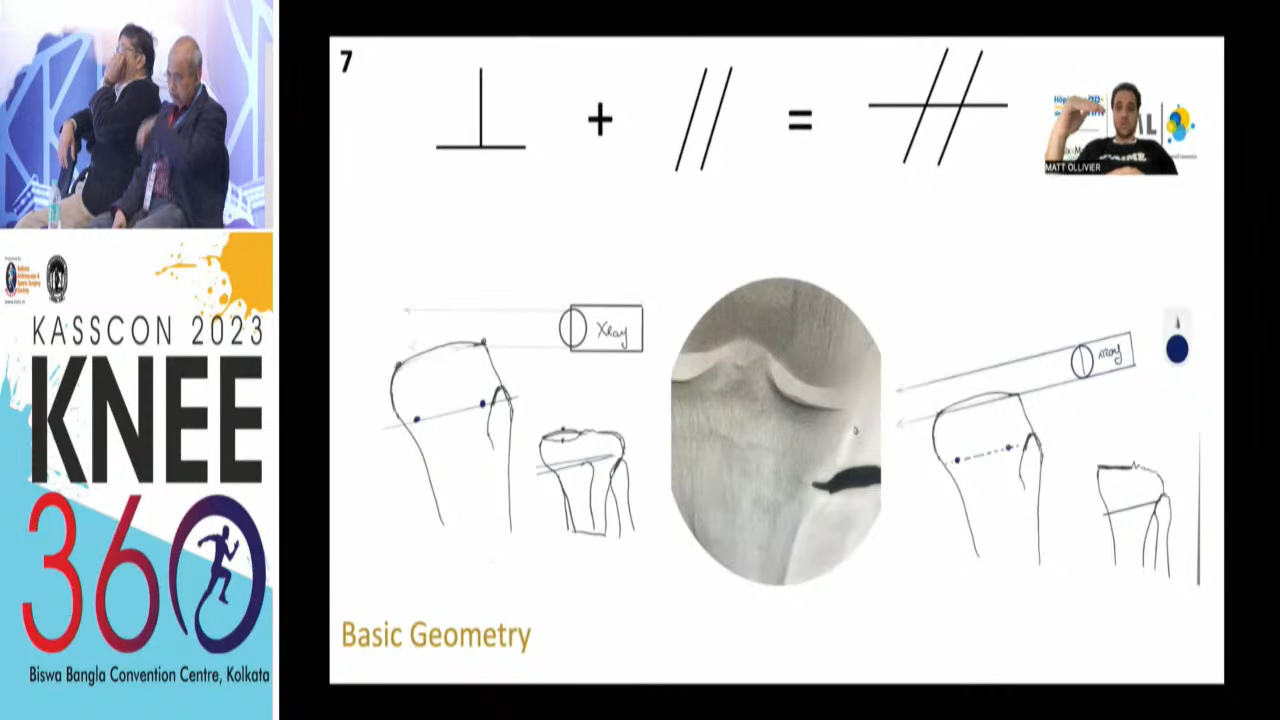 7
+
=
MATT OLLIVIER
Xray
xray
Basic Geometry
KASSCON 2023
KNEE
360
Biswa Bangla Convention Centre, Kolkata